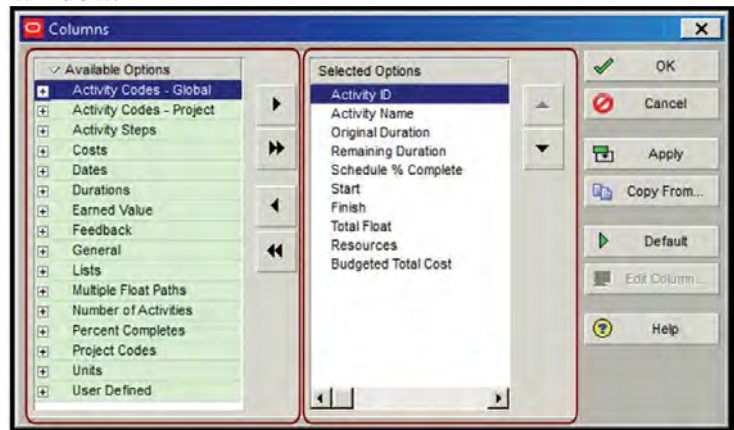 Columns
Available Options
Activity Codes - Global
Activity Codes - Project
Activity Steps
Costs
Dates
Durations
Earned Value
Feedback
General
Lists
Multiple Float Paths
Number of Activities
Percent Completes
Project Codes
Units
User Defined
Selected Options
Activity ID
Activity Name
Original Duration
Remaining Duration
Schedule % Complete
Start
Finish
Total Float
Resources
Budgeted Total Cost
OK
Cancel
Apply
Copy From...
Default
Edit Column...
Help